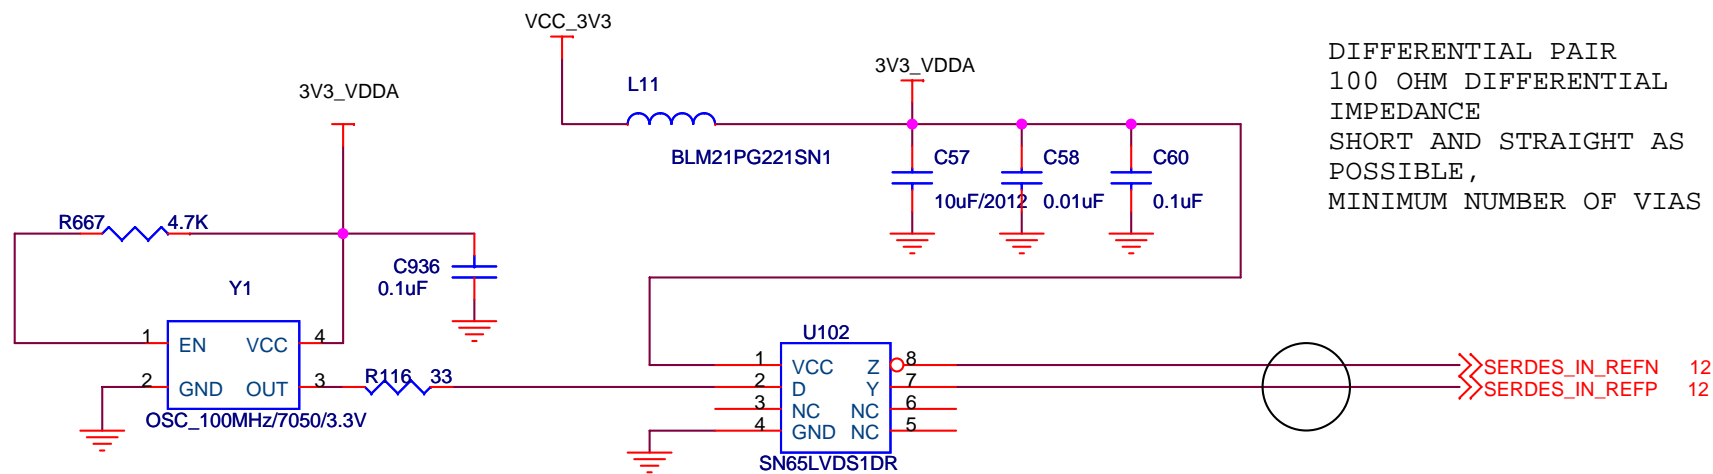 VCC_3V3
DIFFERENTIAL PAIR
100 OHM DIFFERENTIAL
IMPEDANCE
SHORT AND STRAIGHT AS
POSSIBLE,
MINIMUM NUMBER OF VIAS
3V3_VDDA
3V3_VDDA
L11
BLM21PG221SN1
C57
10uF/2012
C58
0.01uF
C60
0.1uF
R667
4.7K
C936
0.1uF
Y1
1
EN
VCC
4
2
GND
OUT
3
OSC_100MHz/7050/3.3V
R116
33
U102
1
VCC
Z
8
2
D
Y
7
3
NC
NC
6
4
GND
NC
5
SN65LVDS1DR
SERDES_IN_REFN 12
SERDES_IN_REFP 12